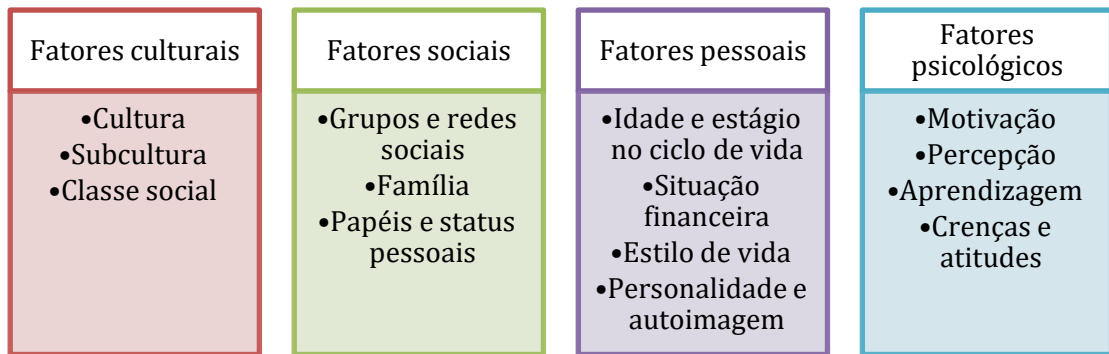 Fatores culturais
•Cultura
•Subcultura
•Classe social
Fatores sociais
•Grupos e redes
sociais
•Família
•Papéis e status
pessoais
Fatores pessoais
•Idade e estágio
no ciclo de vida
•Situação
financeira
•Estilo de vida
•Personalidade e
autoimagem
Fatores
psicológicos
•Motivação
•Percepção
•Aprendizagem
•Crenças e
atitudes